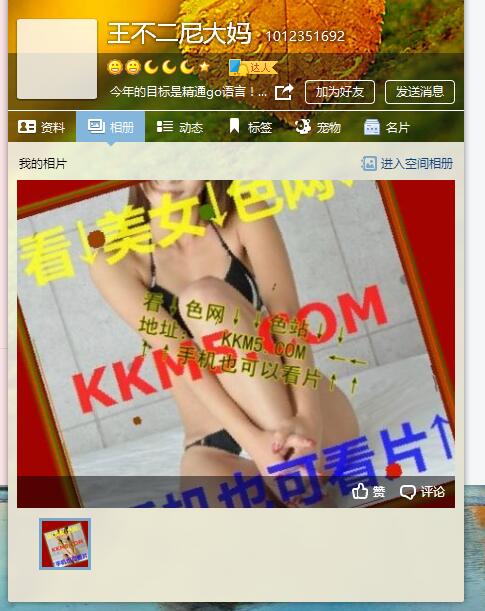 王不二尼大妈 · 1012351692
达人
今年的目标是精通go语言！...
加为好友
发送消息
资料
相册
动态
标签
宠物
名片
我的相片
进入空间相册
看↓美女↓色网↓
看↓色网↓↓色站↓↓
地址: KKM5.COM ←←
↑ ↑手机也可以看片↑↑
KKM5.COM
手机也可看片↑
赞
评论